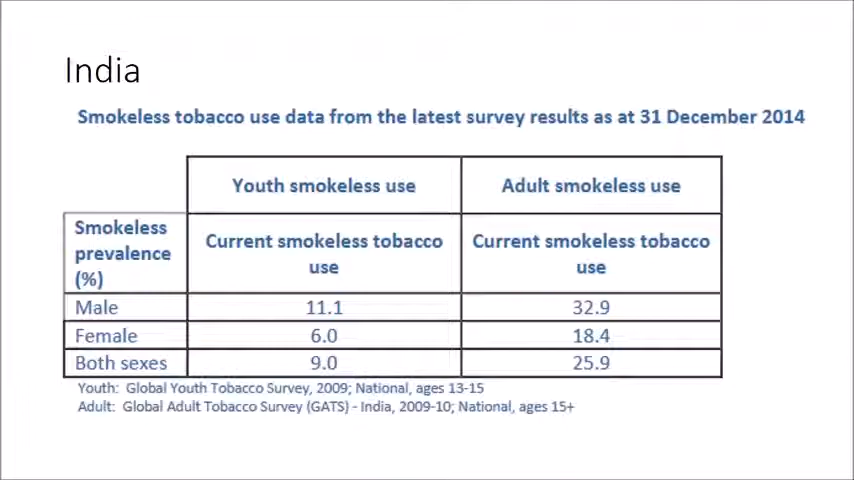 India
Smokeless tobacco use data from the latest survey results as at 31 December 2014
Youth smokeless use Adult smokeless use
Smokeless prevalence (%) Current smokeless tobacco use Current smokeless tobacco use
Male 11.1 32.9
Female 6.0 18.4
Both sexes 9.0 25.9
Youth: Global Youth Tobacco Survey, 2009; National, ages 13-15
Adult: Global Adult Tobacco Survey (GATS) - India, 2009-10; National, ages 15+